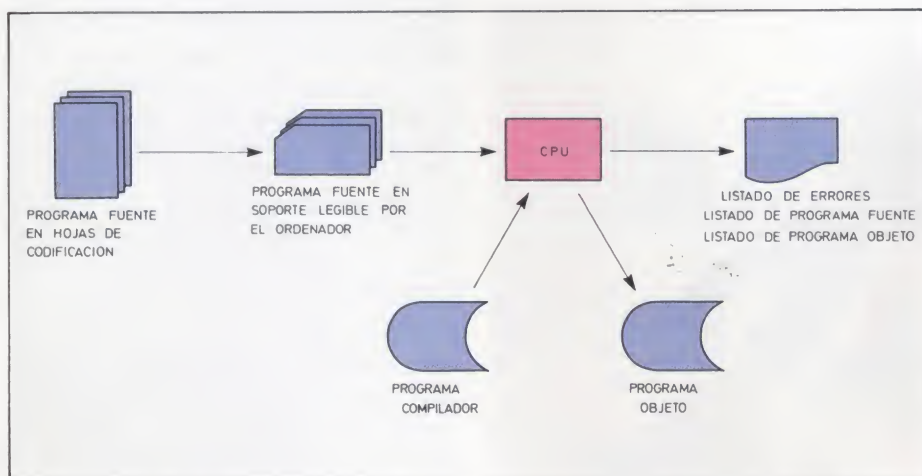 PROGRAMA FUENTE
EN HOJAS DE
CODIFICACION
PROGRAMA FUENTE EN
SOPORTE LEGIBLE POR
EL ORDENADOR
CPU
LISTADO DE ERRORES
LISTADO DE PROGRAMA FUENTE
LISTADO DE PROGRAMA OBJETO
PROGRAMA
COMPILADOR
PROGRAMA
OBJETO